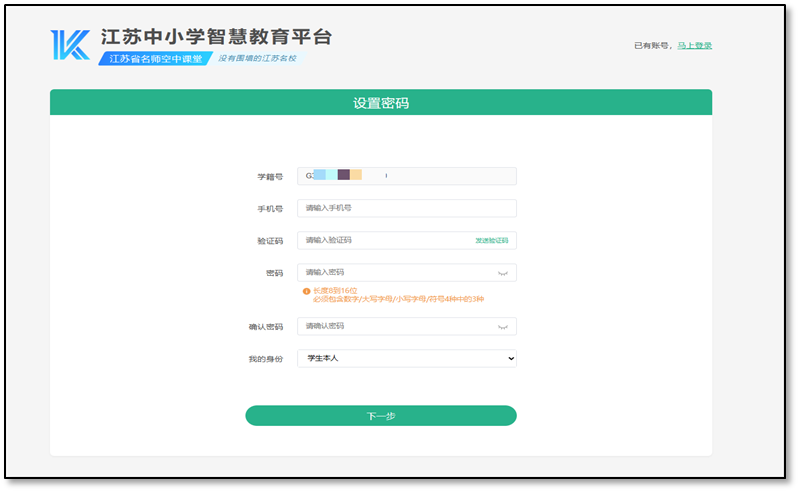 江苏中小学智慧教育平台
江苏省名师空中课堂 没有围墙的江苏名校
已有账号，马上登录
设置密码
学籍号
手机号 请输入手机号
验证码 请输入验证码 发送验证码
密码 请输入密码
长度8到16位
必须包含数字/大写字母/小写字母/符号4种中的3种
确认密码 请确认密码
我的身份 学生本人
下一步